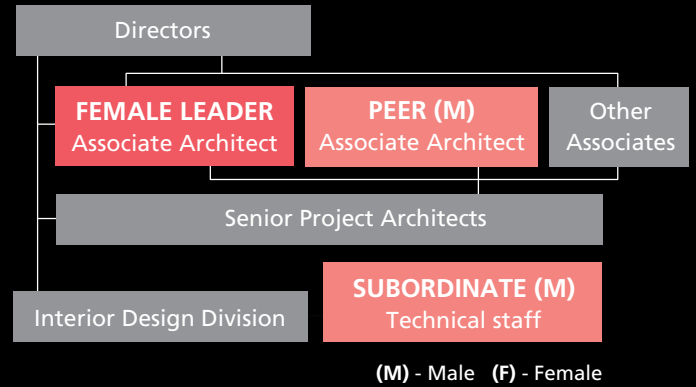 Directors
FEMALE LEADER
Associate Architect
PEER (M)
Associate Architect
Other
Associates
Senior Project Architects
Interior Design Division
SUBORDINATE (M)
Technical staff
(M) - Male (F) - Female